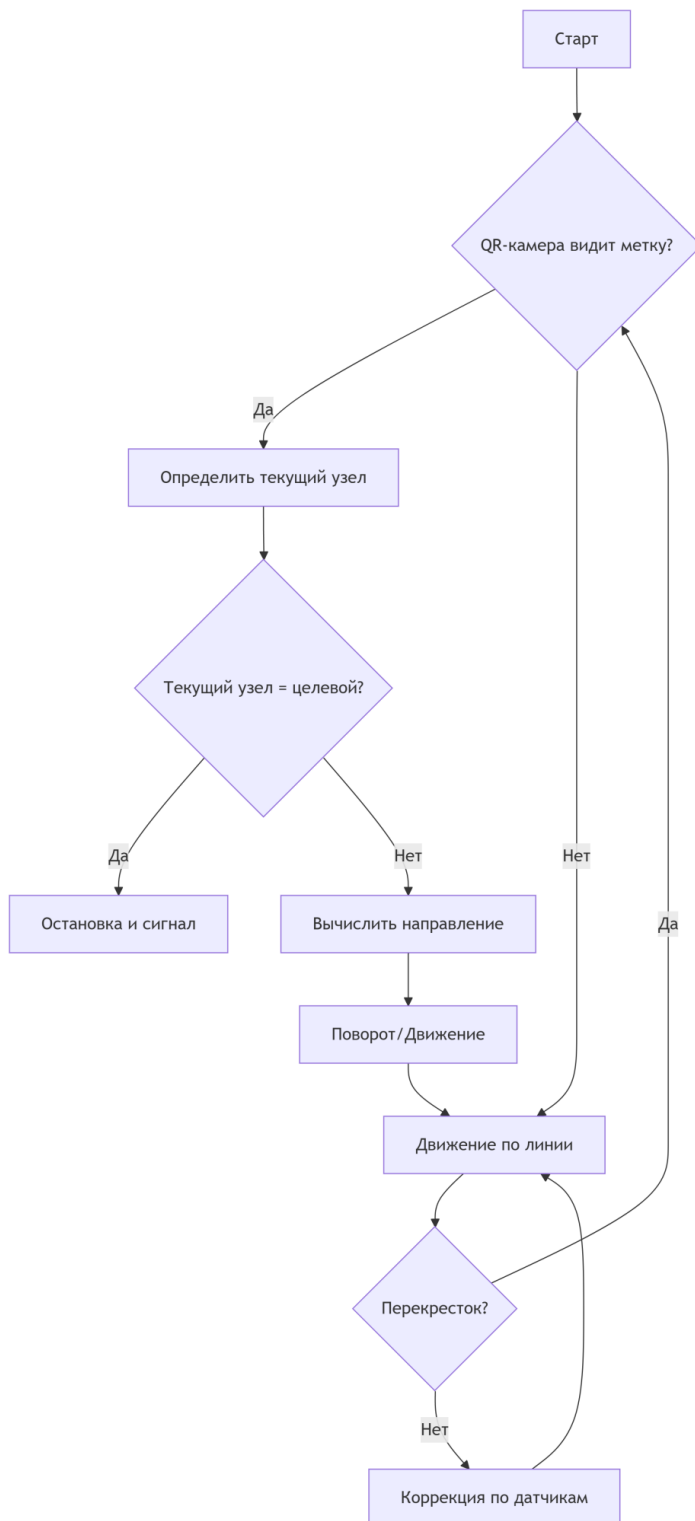 Старт
QR-камера видит метку?
Да
Определить текущий узел
Текущий узел = целевой?
Да
Нет
Нет
Остановка и сигнал
Вычислить направление
Да
Поворот/Движение
Движение по линии
Перекресток?
Нет
Коррекция по датчикам